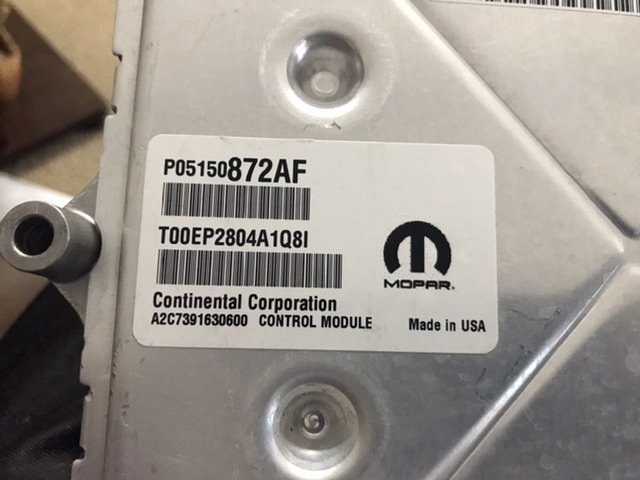 P05150872AF
T00EP2804A1Q8I
MOPAR.
Continental Corporation
A2C7391630600 CONTROL MODULE Made in USA